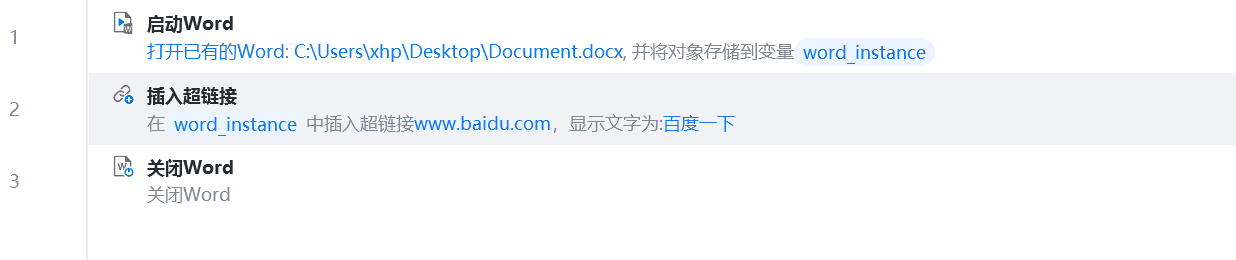 1
启动Word
打开已有的Word: C:\Users\xhp\Desktop\Document.docx, 并将对象存储到变量 word_instance
2
插入超链接
在 word_instance 中插入超链接www.baidu.com，显示文字为:百度一下
3
关闭Word
关闭Word